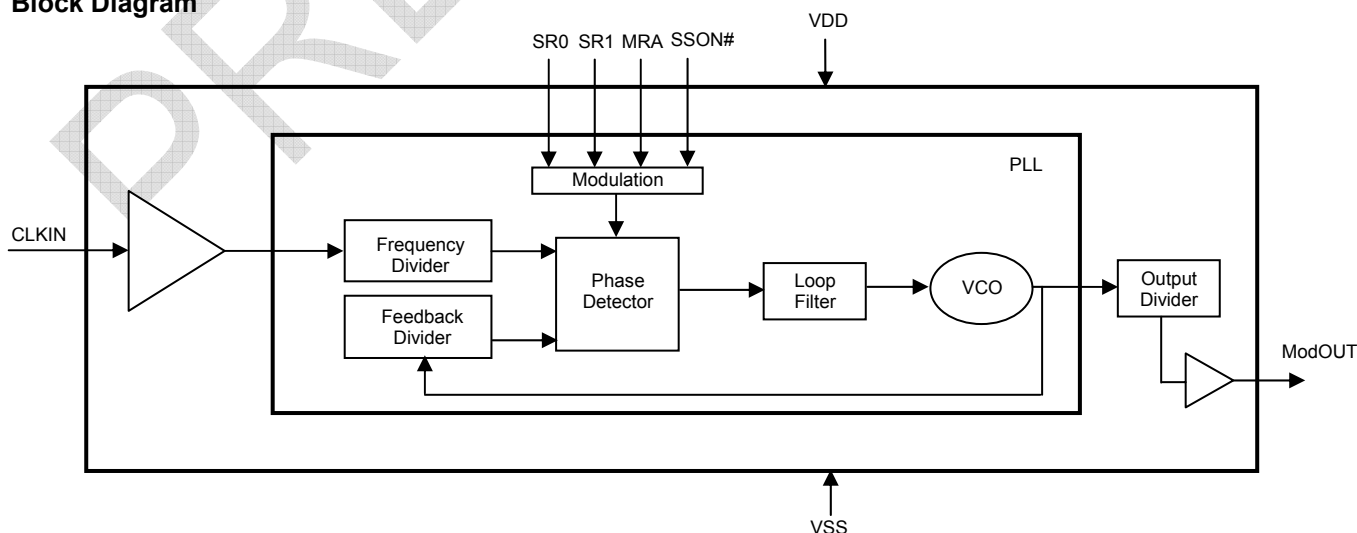 Block Diagram
VDD
SR0 SR1 MRA SSON#
PLL
Modulation
CLKIN
Frequency
Divider
Phase
Detector
Loop
Filter
VCO
Output
Divider
Feedback
Divider
ModOUT
VSS